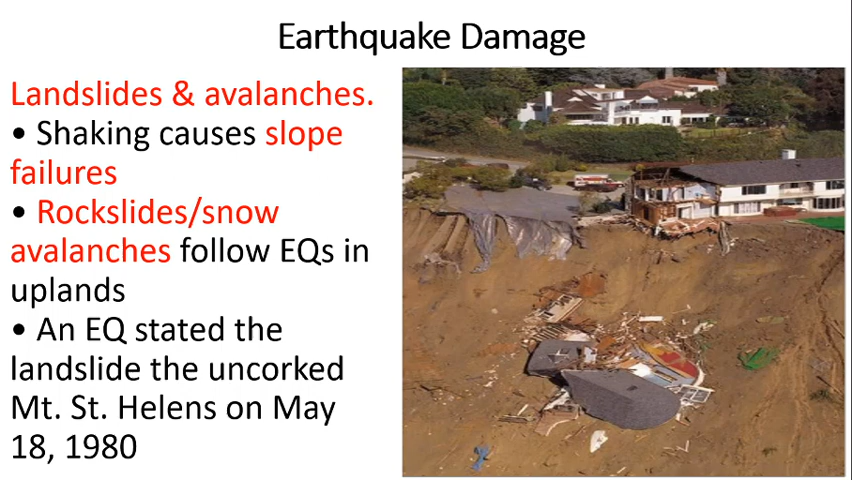 Earthquake Damage
Landslides & avalanches.
• Shaking causes slope
failures
• Rockslides/snow
avalanches follow EQs in
uplands
• An EQ stated the
landslide the uncorked
Mt. St. Helens on May
18, 1980